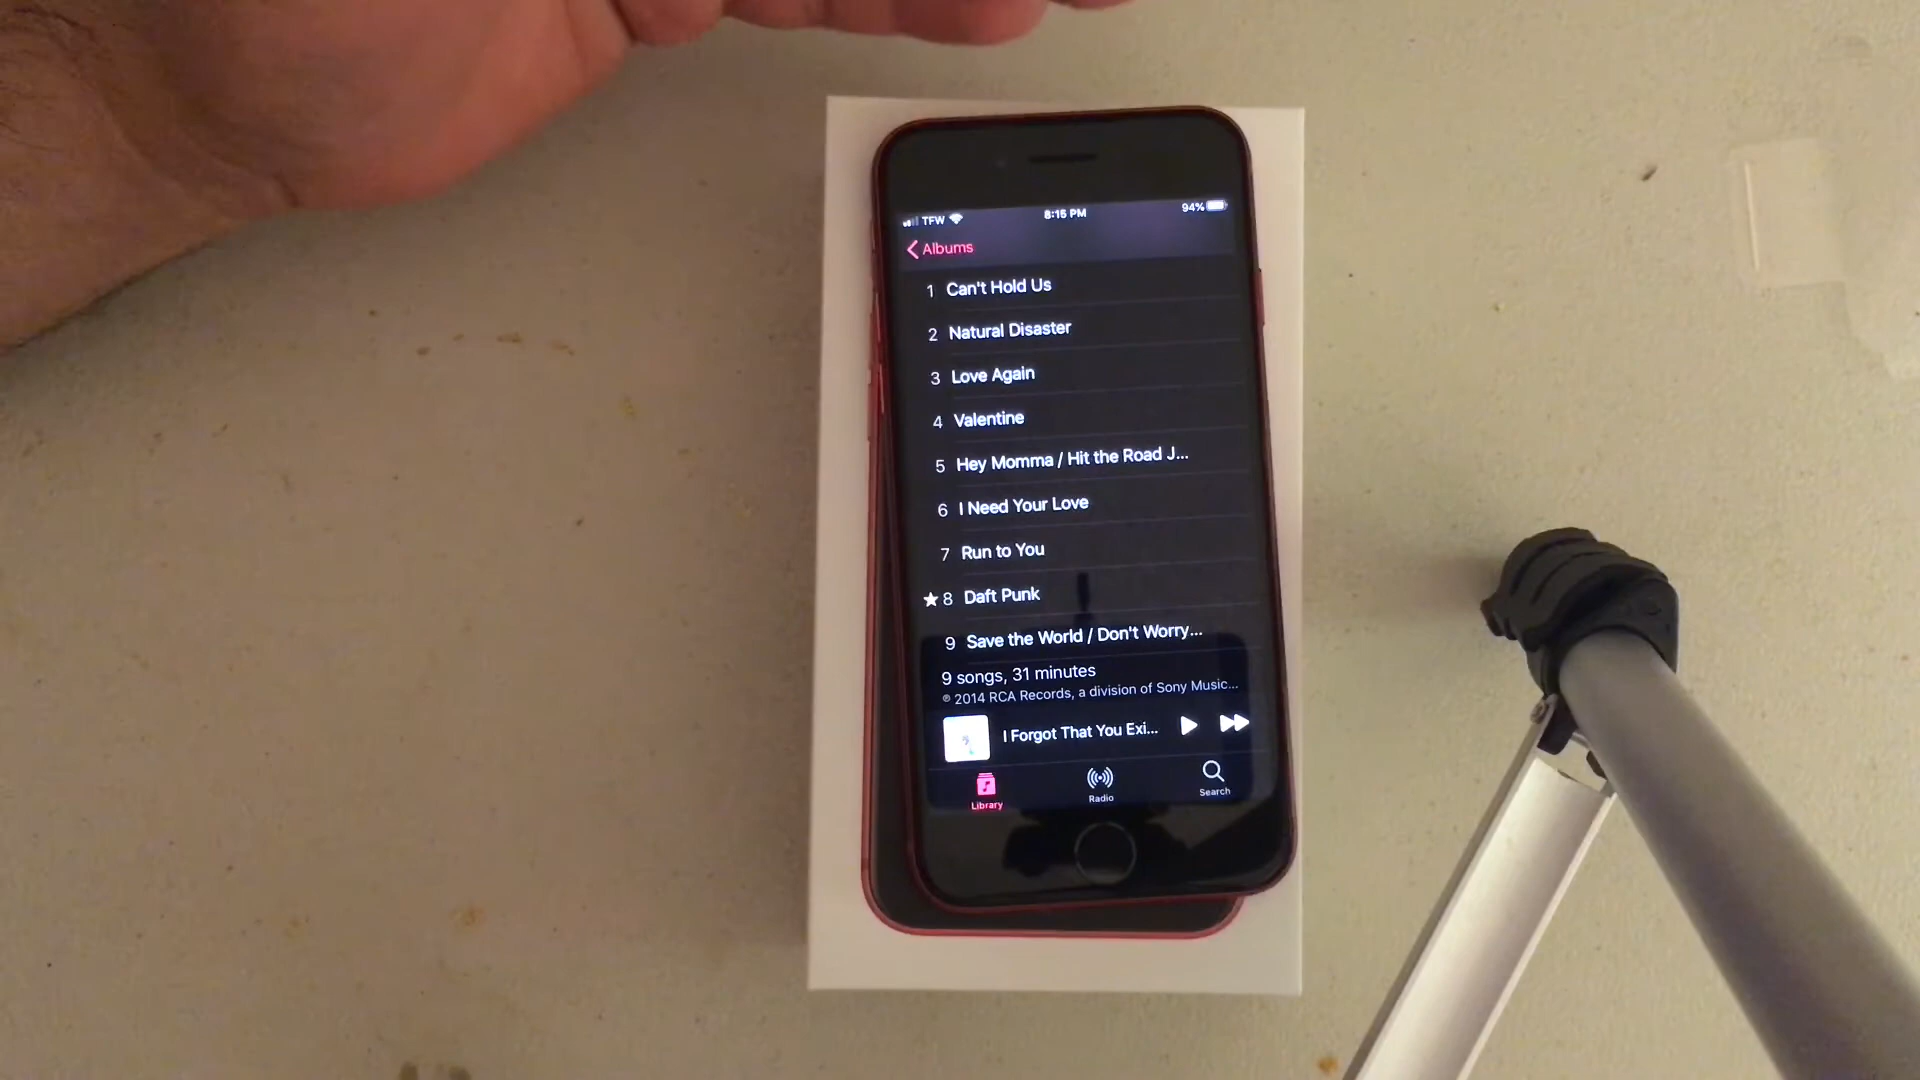 TFW 8:15 PM 94%
Albums
1 Can't Hold Us
2 Natural Disaster
3 Love Again
4 Valentine
5 Hey Momma / Hit the Road J...
6 I Need Your Love
7 Run to You
★ 8 Daft Punk
9 Save the World / Don't Worry...
9 songs, 31 minutes
℗ 2014 RCA Records, a division of Sony Music...
I Forgot That You Exi...
Library Radio Search